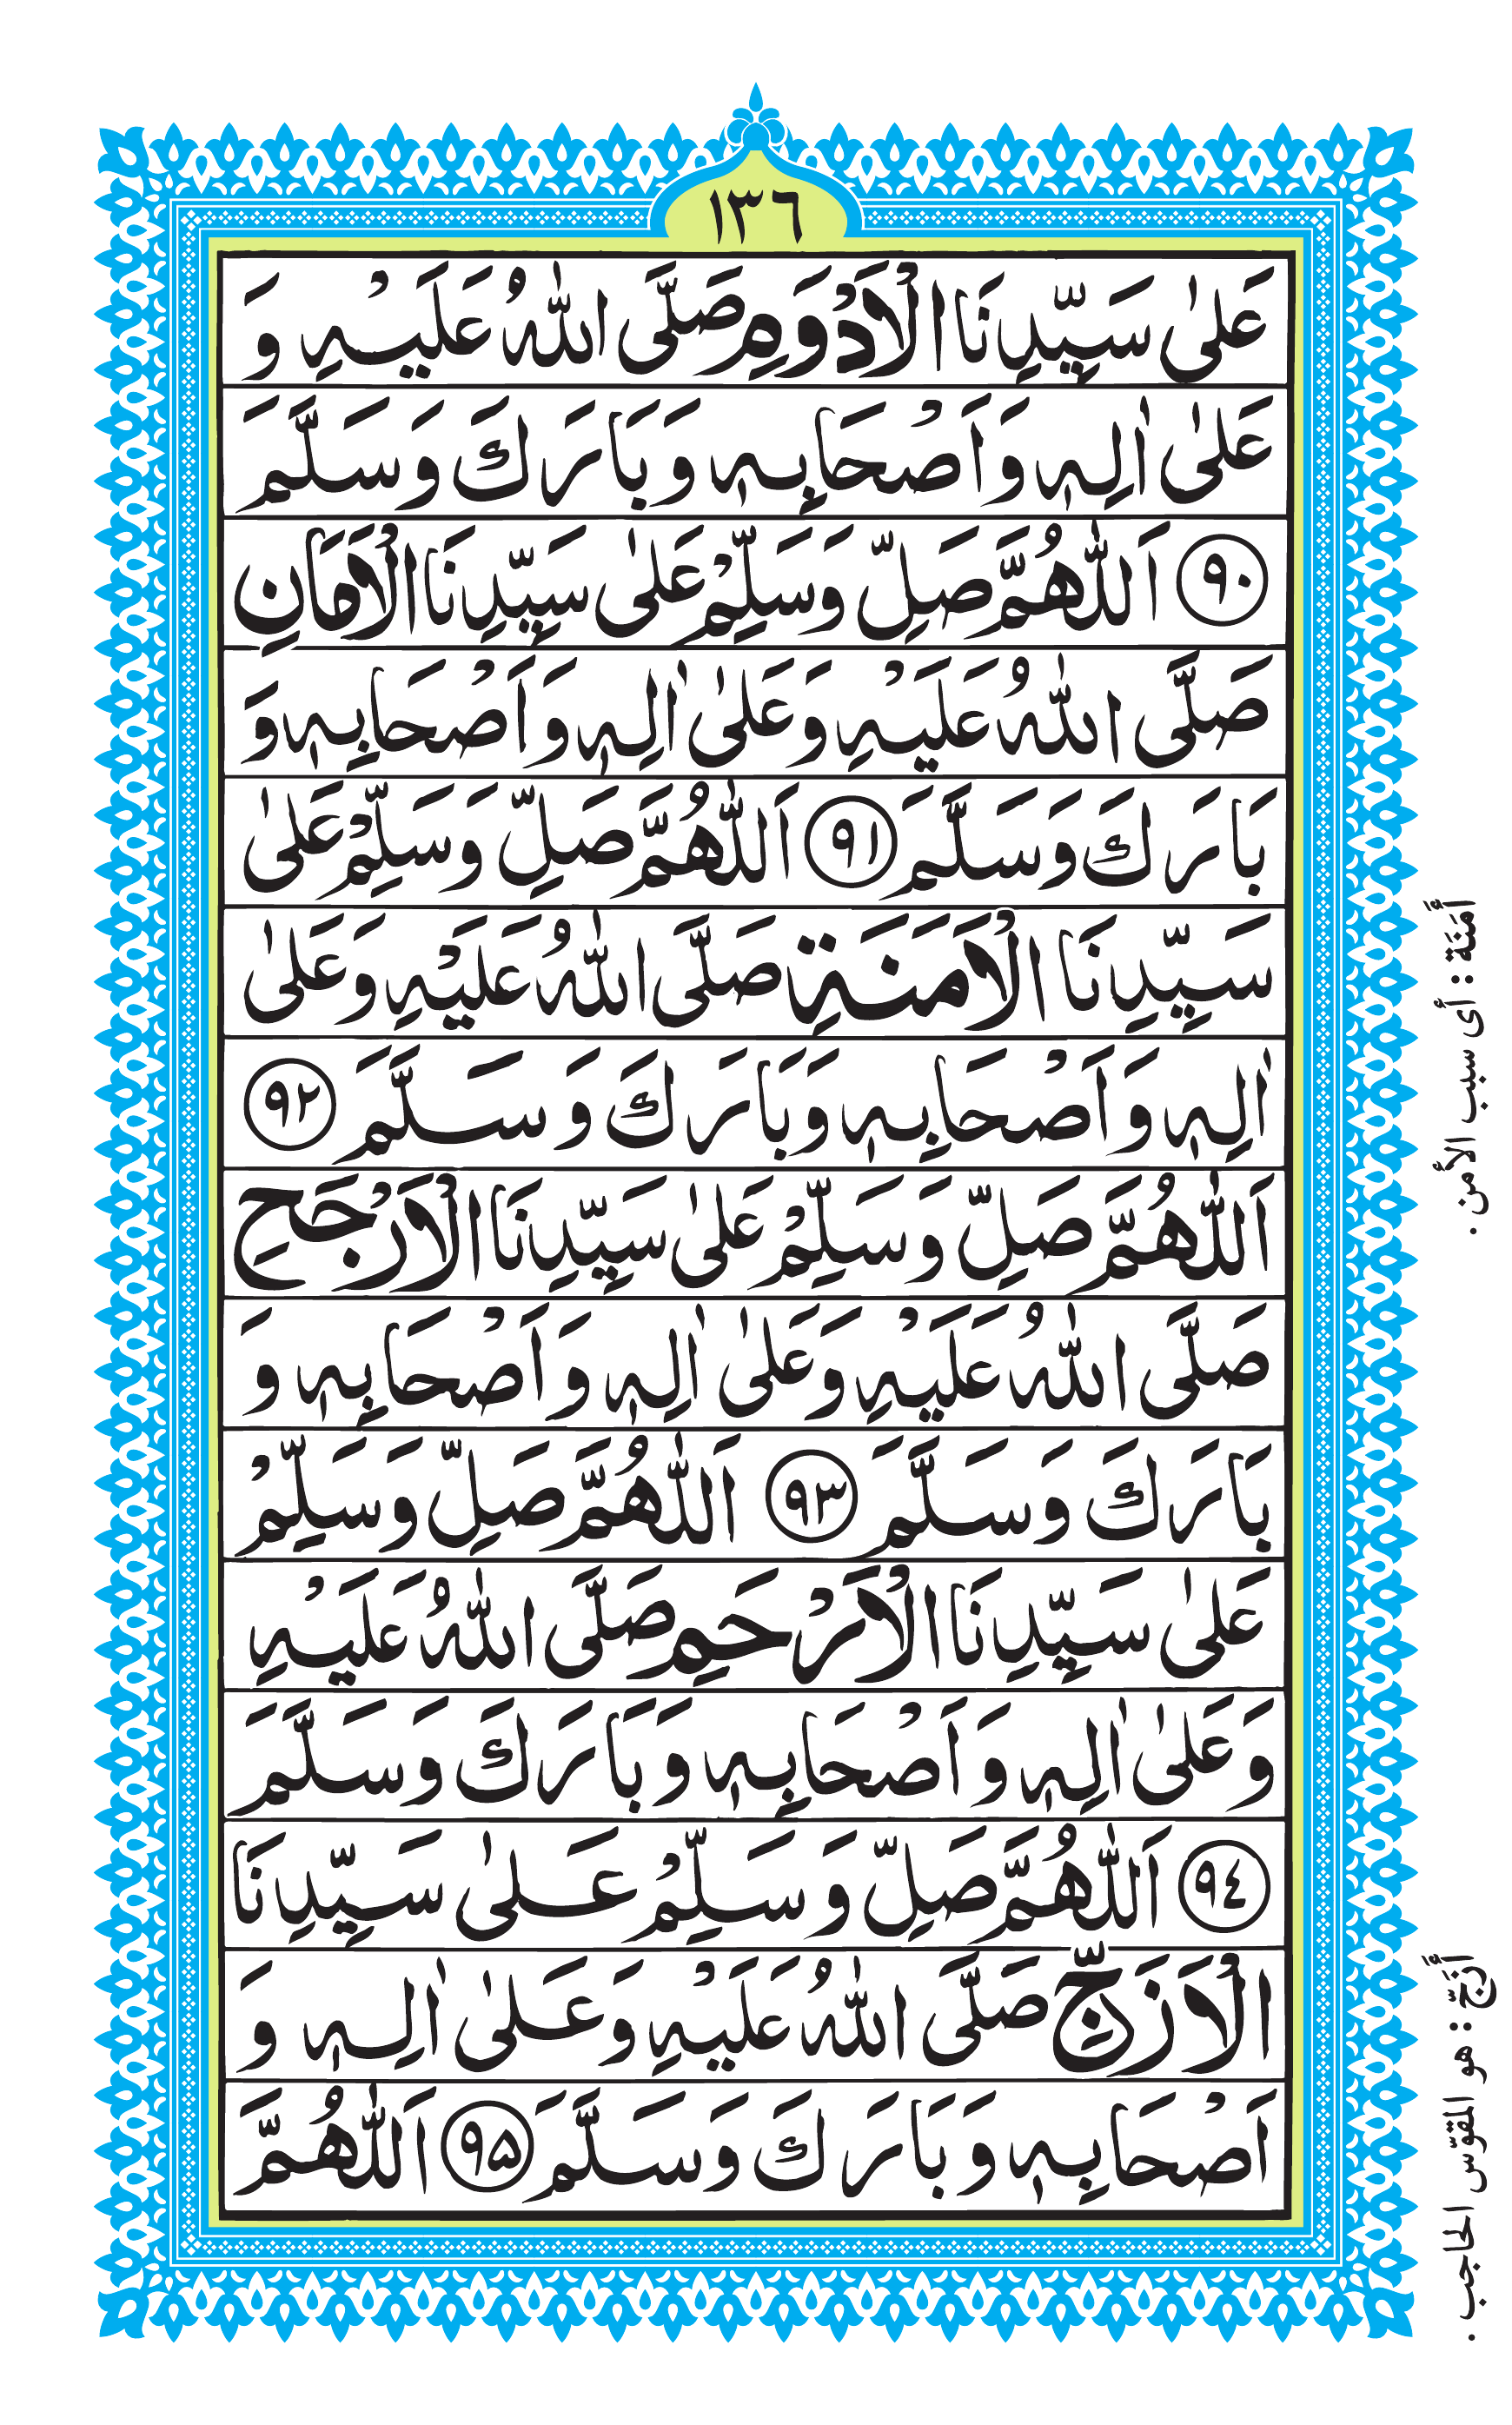 ١٣٦
عَلٰى سَيِّدِنَا الْاَدْوَمِ صَلَّى اللّٰهُ عَلَيْهِ وَ
عَلٰى اٰلِهٖ وَاَصْحَابِهٖ وَبَارَكَ وَسَلَّمَ
٩٠ اَللّٰهُمَّ صَلِّ وَسَلِّمْ عَلٰى سَيِّدِنَا الْاَمَانِ
صَلَّى اللّٰهُ عَلَيْهِ وَعَلٰى اٰلِهٖ وَاَصْحَابِهٖ وَ
بَارَكَ وَسَلَّمَ ٩١ اَللّٰهُمَّ صَلِّ وَسَلِّمْ عَلٰى
سَيِّدِنَا الْاَمَنَةِ صَلَّى اللّٰهُ عَلَيْهِ وَعَلٰى
اٰلِهٖ وَاَصْحَابِهٖ وَبَارَكَ وَسَلَّمَ ٩٢
اَللّٰهُمَّ صَلِّ وَسَلِّمْ عَلٰى سَيِّدِنَا الْاَرْجَحِ
صَلَّى اللّٰهُ عَلَيْهِ وَعَلٰى اٰلِهٖ وَاَصْحَابِهٖ وَ
بَارَكَ وَسَلَّمَ ٩٣ اَللّٰهُمَّ صَلِّ وَسَلِّمْ
عَلٰى سَيِّدِنَا الْاَرْحَمِ صَلَّى اللّٰهُ عَلَيْهِ
وَعَلٰى اٰلِهٖ وَاَصْحَابِهٖ وَبَارَكَ وَسَلَّمَ
٩٤ اَللّٰهُمَّ صَلِّ وَسَلِّمْ عَلٰى سَيِّدِنَا
الْاَزَجِّ صَلَّى اللّٰهُ عَلَيْهِ وَعَلٰى اٰلِهٖ وَ
اَصْحَابِهٖ وَبَارَكَ وَسَلَّمَ ٩٥ اَللّٰهُمَّ
أَمَنَة : أى سبب الأمن .
أَزَجّ : هو المقوّس الحاجب .